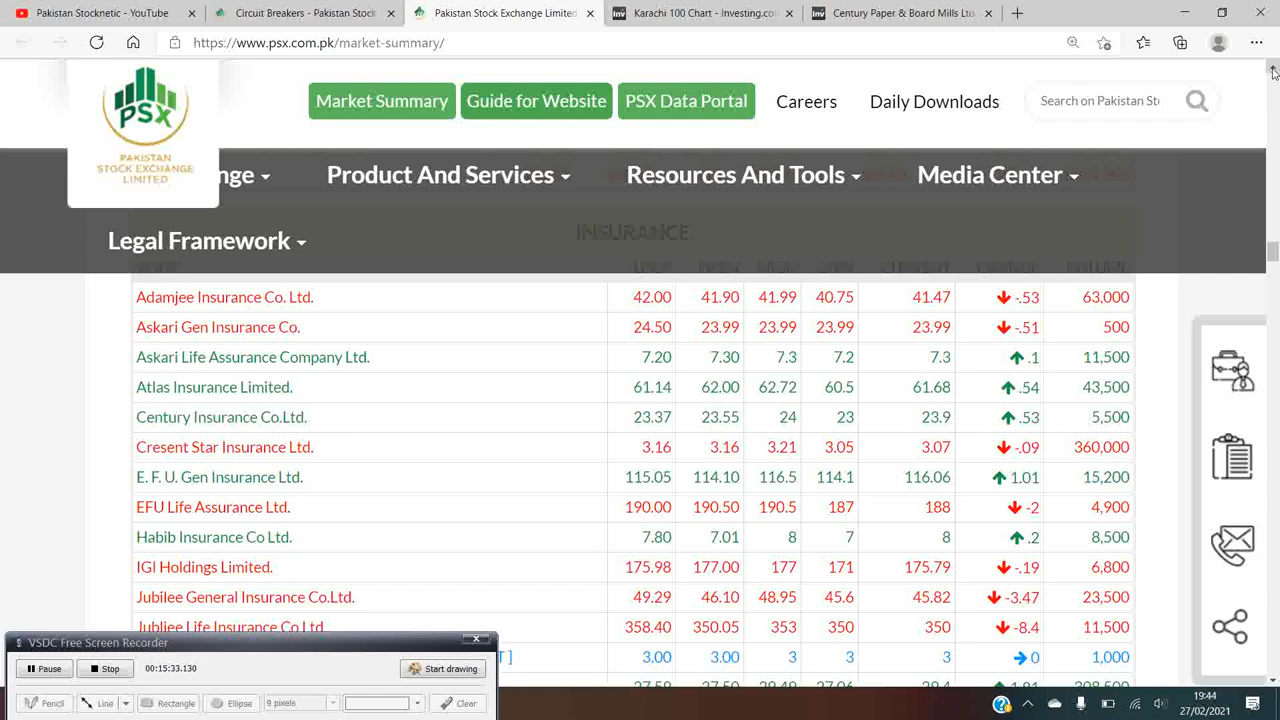 Pakistan Stocknetic - YouTube
Circuit Breakers - Pakistan Stock
Pakistan Stock Exchange Limited
Karachi 100 Chart - Investing.com
Century Paper & Board Mills Ltd
https://www.psx.com.pk/market-summary/
PSX
PAKISTAN
STOCK EXCHANGE
LIMITED
Market Summary
Guide for Website
PSX Data Portal
Careers
Daily Downloads
Search on Pakistan St
nge
Product And Services
Resources And Tools
Media Center
Legal Framework
INSURANCE
Adamjee Insurance Co. Ltd. 42.00 41.90 41.99 40.75 41.47 -.53 63,000
Askari Gen Insurance Co. 24.50 23.99 23.99 23.99 23.99 -.51 500
Askari Life Assurance Company Ltd. 7.20 7.30 7.3 7.2 7.3 .1 11,500
Atlas Insurance Limited. 61.14 62.00 62.72 60.5 61.68 .54 43,500
Century Insurance Co.Ltd. 23.37 23.55 24 23 23.9 .53 5,500
Cresent Star Insurance Ltd. 3.16 3.16 3.21 3.05 3.07 -.09 360,000
E. F. U. Gen Insurance Ltd. 115.05 114.10 116.5 114.1 116.06 1.01 15,200
EFU Life Assurance Ltd. 190.00 190.50 190.5 187 188 -2 4,900
Habib Insurance Co Ltd. 7.80 7.01 8 7 8 .2 8,500
IGI Holdings Limited. 175.98 177.00 177 171 175.79 -.19 6,800
Jubilee General Insurance Co.Ltd. 49.29 46.10 48.95 45.6 45.82 -3.47 23,500
Jubliee Life Insurance Co Ltd 358.40 350.05 353 350 350 -8.4 11,500
T ] 3.00 3.00 3 3 3 0 1,000
VSDC Free Screen Recorder
Pause
Stop
00:15:33.130
Start drawing
Pencil
Line
Rectangle
Ellipse
9 pixels
Clear
19:44
27/02/2021